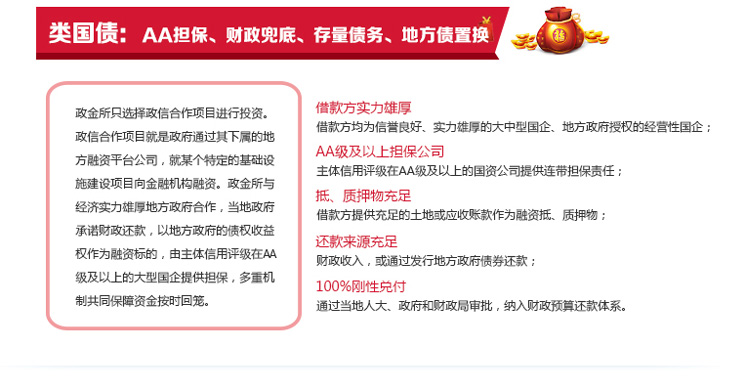 类国债：AA担保、财政兜底、存量债务、地方债置换
政金所只选择政信合作项目进行投资。
政信合作项目就是政府通过其下属的地
方融资平台公司，就某个特定的基础设
施建设项目向金融机构融资。政金所与
经济实力雄厚地方政府合作，当地政府
承诺财政还款，以地方政府的债权收益
权作为融资标的，由主体信用评级在AA
级及以上的大型国企提供担保，多重机
制共同保障资金按时回笼。
借款方实力雄厚
借款方均为信誉良好、实力雄厚的大中型国企、地方政府授权的经营性国企；
AA级及以上担保公司
主体信用评级在AA级及以上的国资公司提供连带担保责任；
抵、质押物充足
借款方提供充足的土地或应收账款作为融资抵、质押物；
还款来源充足
财政收入，或通过发行地方政府债券还款；
100%刚性兑付
通过当地人大、政府和财政局审批，纳入财政预算还款体系。